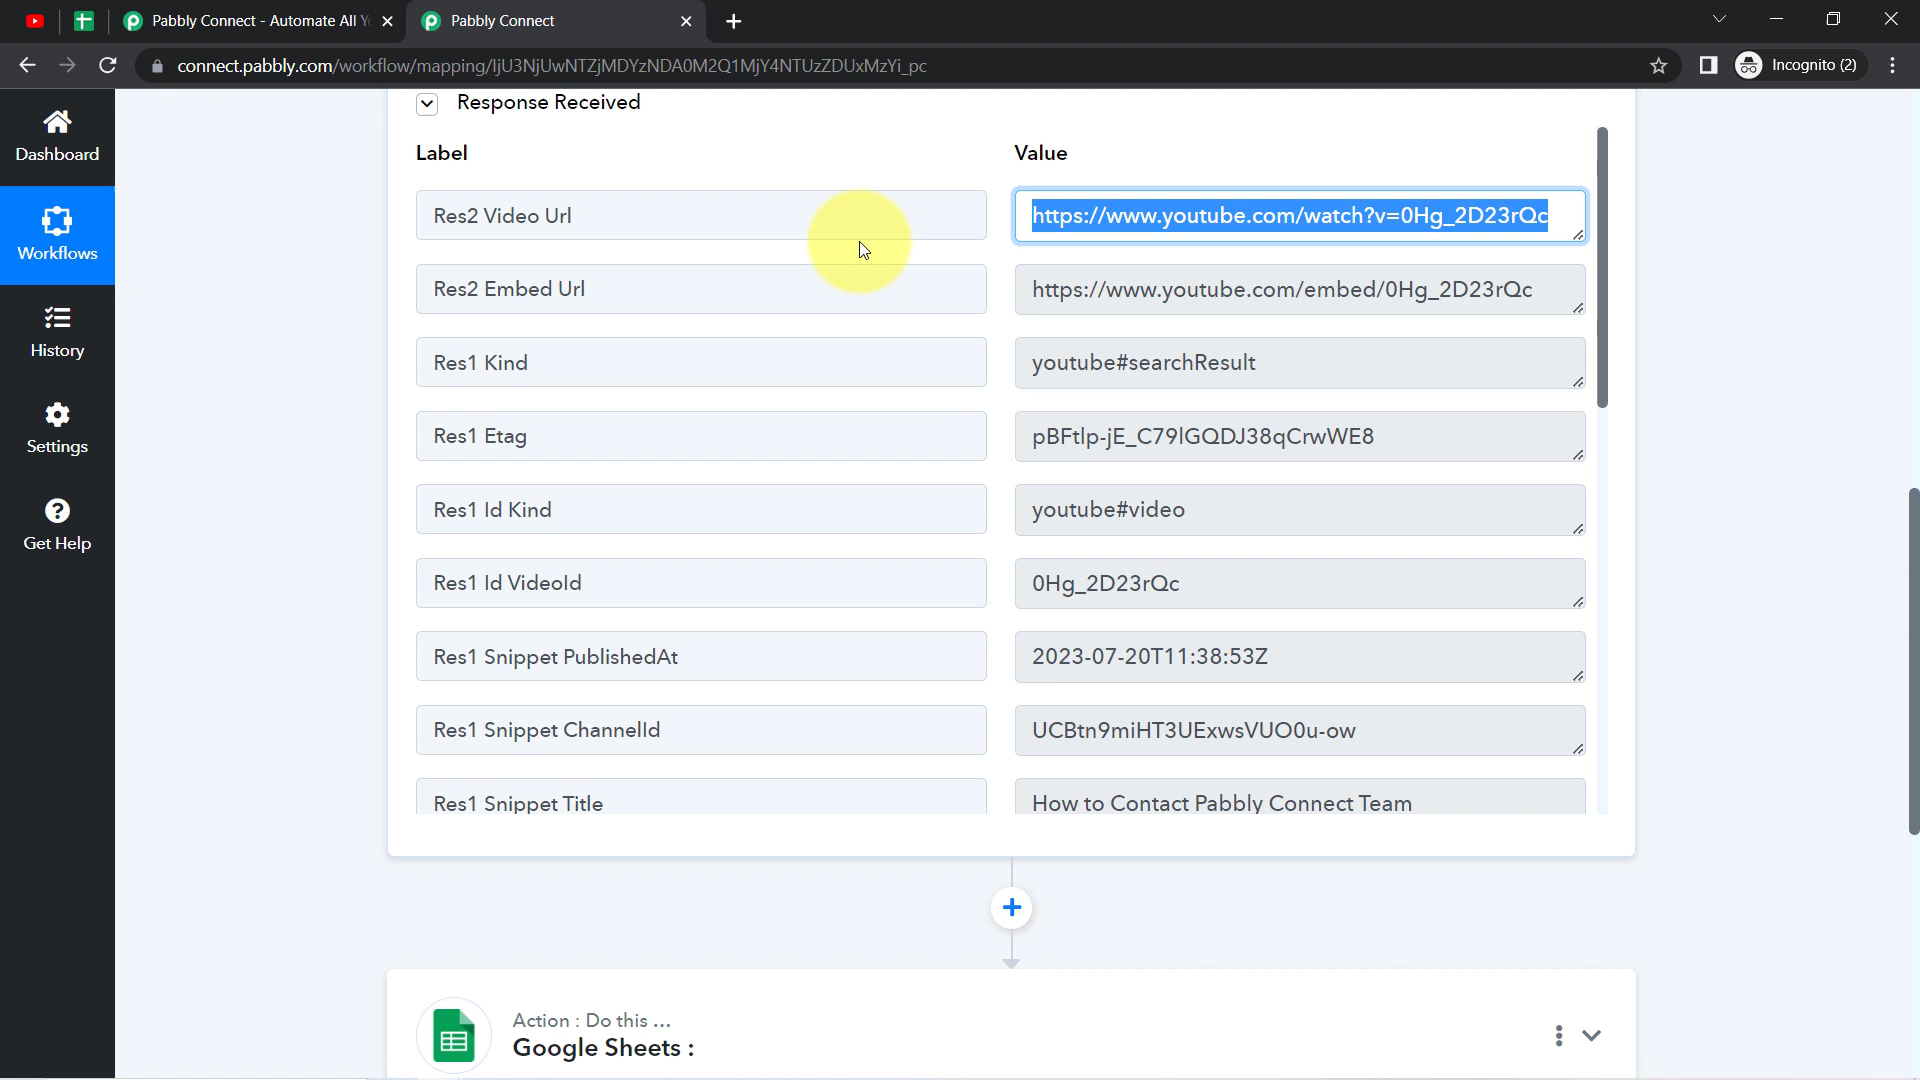 Pabbly Connect - Automate All Y
Pabbly Connect
connect.pabbly.com/workflow/mapping/IjU3NjUwNTZjMDYzNDA0M2Q1MjY4NTUzZDUxMzYi_pc
Incognito (2)
Dashboard
Workflows
History
Settings
Get Help
Response Received
Label Value
Res2 Video Url https://www.youtube.com/watch?v=0Hg_2D23rQc
Res2 Embed Url https://www.youtube.com/embed/0Hg_2D23rQc
Res1 Kind youtube#searchResult
Res1 Etag pBFtlp-jE_C79lGQDJ38qCrwWE8
Res1 Id Kind youtube#video
Res1 Id VideoId 0Hg_2D23rQc
Res1 Snippet PublishedAt 2023-07-20T11:38:53Z
Res1 Snippet ChannelId UCBtn9miHT3UExwsVUO0u-ow
Res1 Snippet Title How to Contact Pabbly Connect Team
Action : Do this ...
Google Sheets :